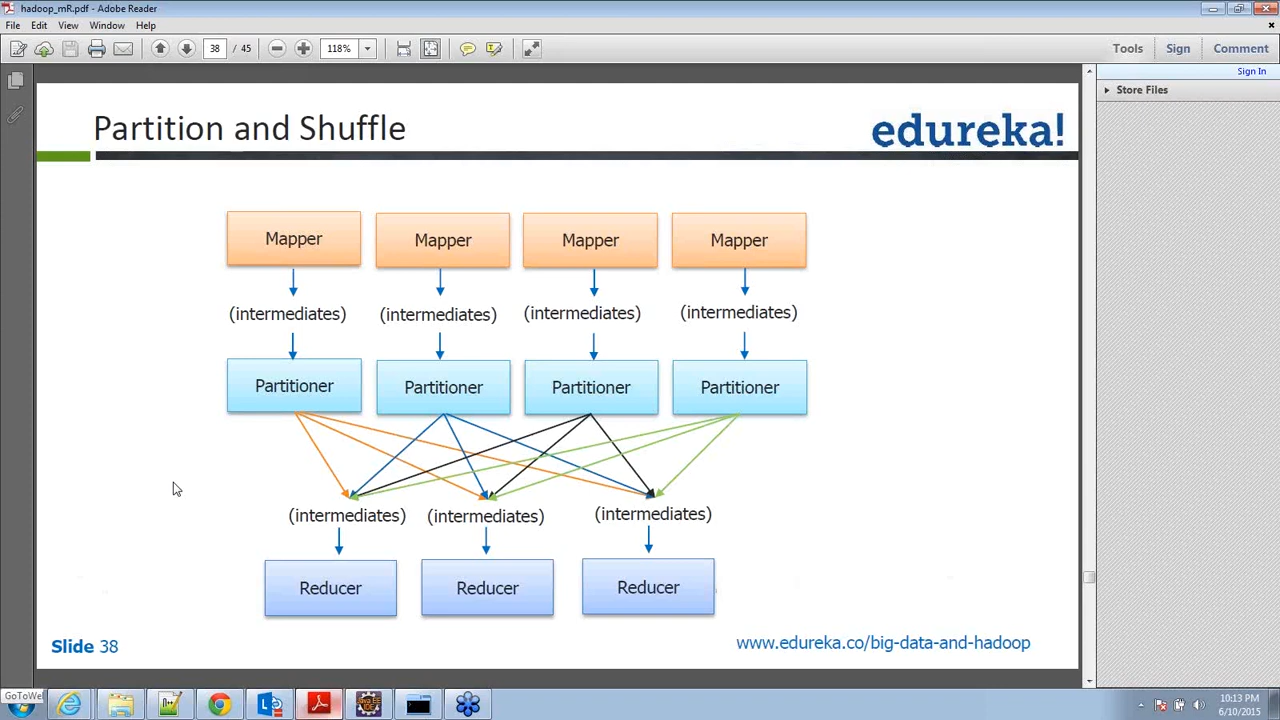 hadoop_mR.pdf - Adobe Reader
File Edit View Window Help
38 / 45 118% Tools Sign Comment
Sign In
Store Files
Partition and Shuffle
edureka!
Mapper Mapper Mapper Mapper
(intermediates) (intermediates) (intermediates) (intermediates)
Partitioner Partitioner Partitioner Partitioner
(intermediates) (intermediates) (intermediates)
Reducer Reducer Reducer
Slide 38
www.edureka.co/big-data-and-hadoop
GoToWe
10:13 PM
6/10/2015